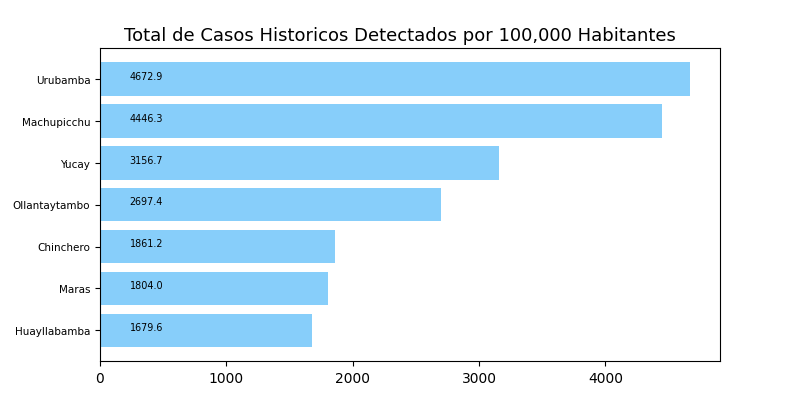 Total de Casos Historicos Detectados por 100,000 Habitantes
Urubamba 4672.9
Machupicchu 4446.3
Yucay 3156.7
Ollantaytambo 2697.4
Chinchero 1861.2
Maras 1804.0
Huayllabamba 1679.6
0 1000 2000 3000 4000